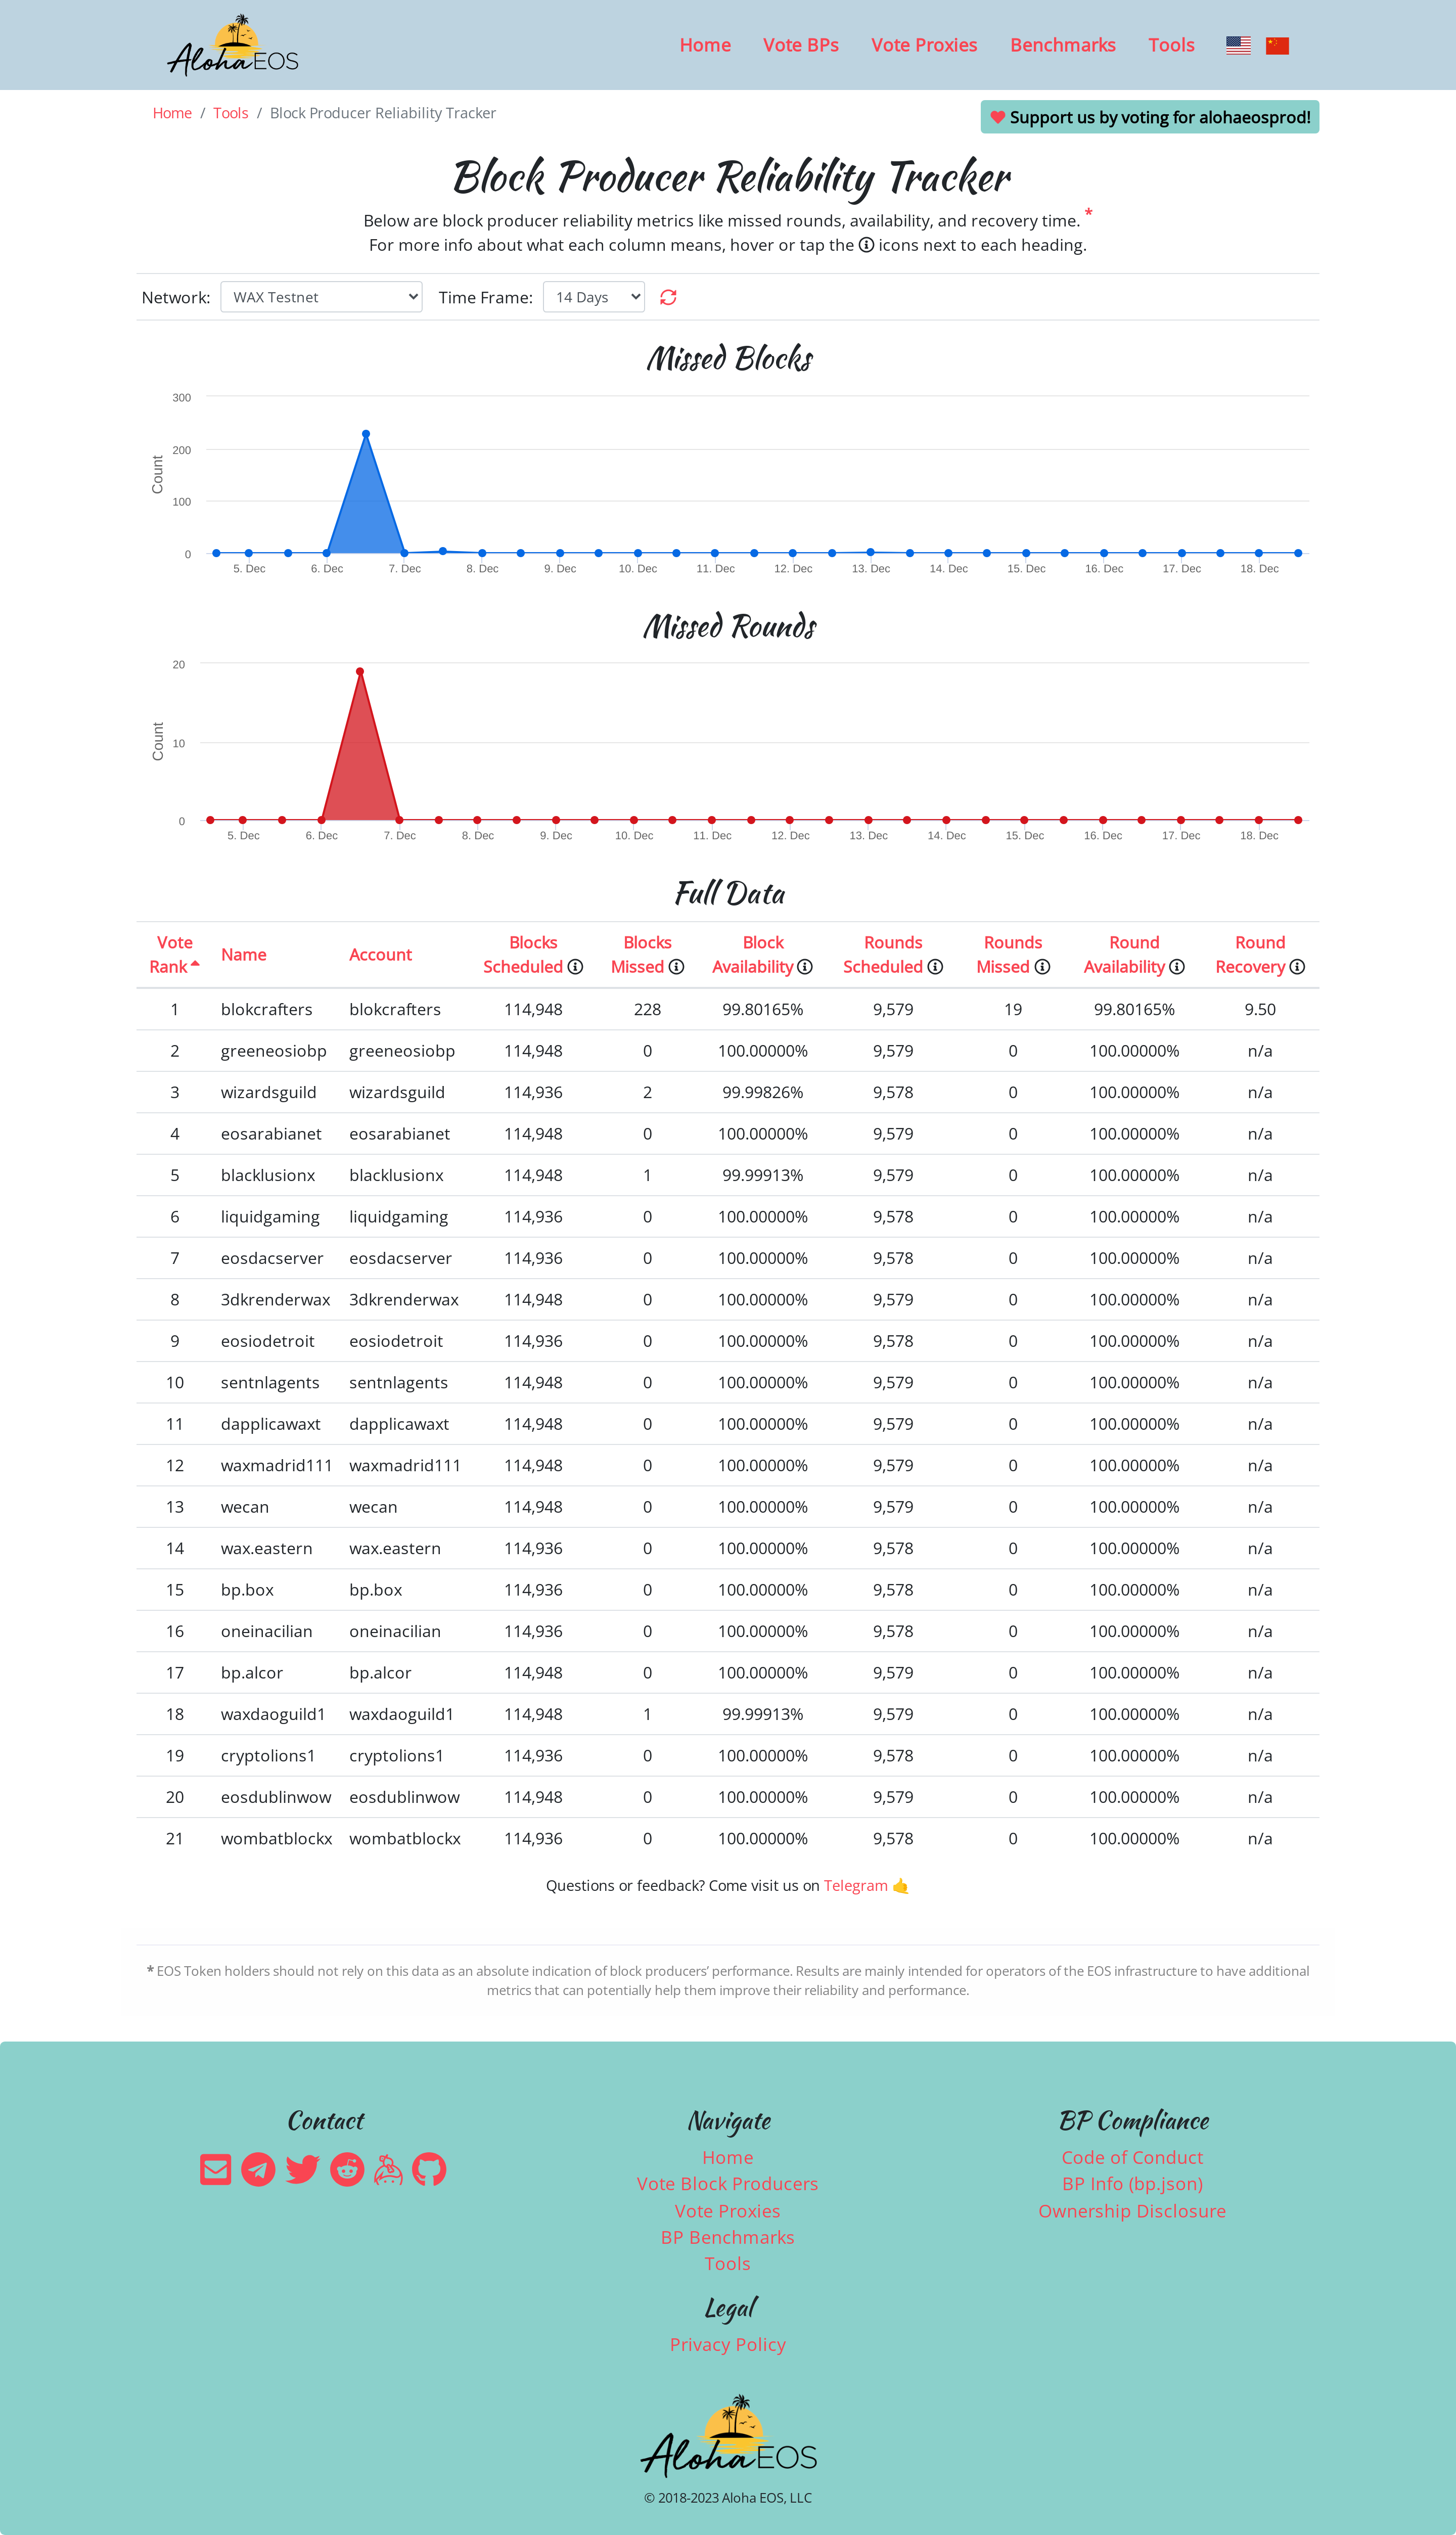 Aloha EOS
Home Vote BPs Vote Proxies Benchmarks Tools
Home / Tools / Block Producer Reliability Tracker
Support us by voting for alohaeosprod!
Block Producer Reliability Tracker
Below are block producer reliability metrics like missed rounds, availability, and recovery time. *
For more info about what each column means, hover or tap the icons next to each heading.
Network: WAX Testnet Time Frame: 14 Days
Missed Blocks
300
200
100
0
Count
5. Dec 6. Dec 7. Dec 8. Dec 9. Dec 10. Dec 11. Dec 12. Dec 13. Dec 14. Dec 15. Dec 16. Dec 17. Dec 18. Dec
Missed Rounds
20
10
0
Count
5. Dec 6. Dec 7. Dec 8. Dec 9. Dec 10. Dec 11. Dec 12. Dec 13. Dec 14. Dec 15. Dec 16. Dec 17. Dec 18. Dec
Full Data
Vote Rank Name Account Blocks Scheduled Blocks Missed Block Availability Rounds Scheduled Rounds Missed Round Availability Round Recovery
1 blokcrafters blokcrafters 114,948 228 99.80165% 9,579 19 99.80165% 9.50
2 greeneosiobp greeneosiobp 114,948 0 100.00000% 9,579 0 100.00000% n/a
3 wizardsguild wizardsguild 114,936 2 99.99826% 9,578 0 100.00000% n/a
4 eosarabianet eosarabianet 114,948 0 100.00000% 9,579 0 100.00000% n/a
5 blacklusionx blacklusionx 114,948 1 99.99913% 9,579 0 100.00000% n/a
6 liquidgaming liquidgaming 114,936 0 100.00000% 9,578 0 100.00000% n/a
7 eosdacserver eosdacserver 114,936 0 100.00000% 9,578 0 100.00000% n/a
8 3dkrenderwax 3dkrenderwax 114,948 0 100.00000% 9,579 0 100.00000% n/a
9 eosiodetroit eosiodetroit 114,936 0 100.00000% 9,578 0 100.00000% n/a
10 sentnlagents sentnlagents 114,948 0 100.00000% 9,579 0 100.00000% n/a
11 dapplicawaxt dapplicawaxt 114,948 0 100.00000% 9,579 0 100.00000% n/a
12 waxmadrid111 waxmadrid111 114,948 0 100.00000% 9,579 0 100.00000% n/a
13 wecan wecan 114,948 0 100.00000% 9,579 0 100.00000% n/a
14 wax.eastern wax.eastern 114,936 0 100.00000% 9,578 0 100.00000% n/a
15 bp.box bp.box 114,936 0 100.00000% 9,578 0 100.00000% n/a
16 oneinacilian oneinacilian 114,936 0 100.00000% 9,578 0 100.00000% n/a
17 bp.alcor bp.alcor 114,948 0 100.00000% 9,579 0 100.00000% n/a
18 waxdaoguild1 waxdaoguild1 114,948 1 99.99913% 9,579 0 100.00000% n/a
19 cryptolions1 cryptolions1 114,936 0 100.00000% 9,578 0 100.00000% n/a
20 eosdublinwow eosdublinwow 114,948 0 100.00000% 9,579 0 100.00000% n/a
21 wombatblockx wombatblockx 114,936 0 100.00000% 9,578 0 100.00000% n/a
Questions or feedback? Come visit us on Telegram 🤙
* EOS Token holders should not rely on this data as an absolute indication of block producers’ performance. Results are mainly intended for operators of the EOS infrastructure to have additional
metrics that can potentially help them improve their reliability and performance.
Contact
Navigate
Home
Vote Block Producers
Vote Proxies
BP Benchmarks
Tools
Legal
Privacy Policy
BP Compliance
Code of Conduct
BP Info (bp.json)
Ownership Disclosure
Aloha EOS
© 2018-2023 Aloha EOS, LLC